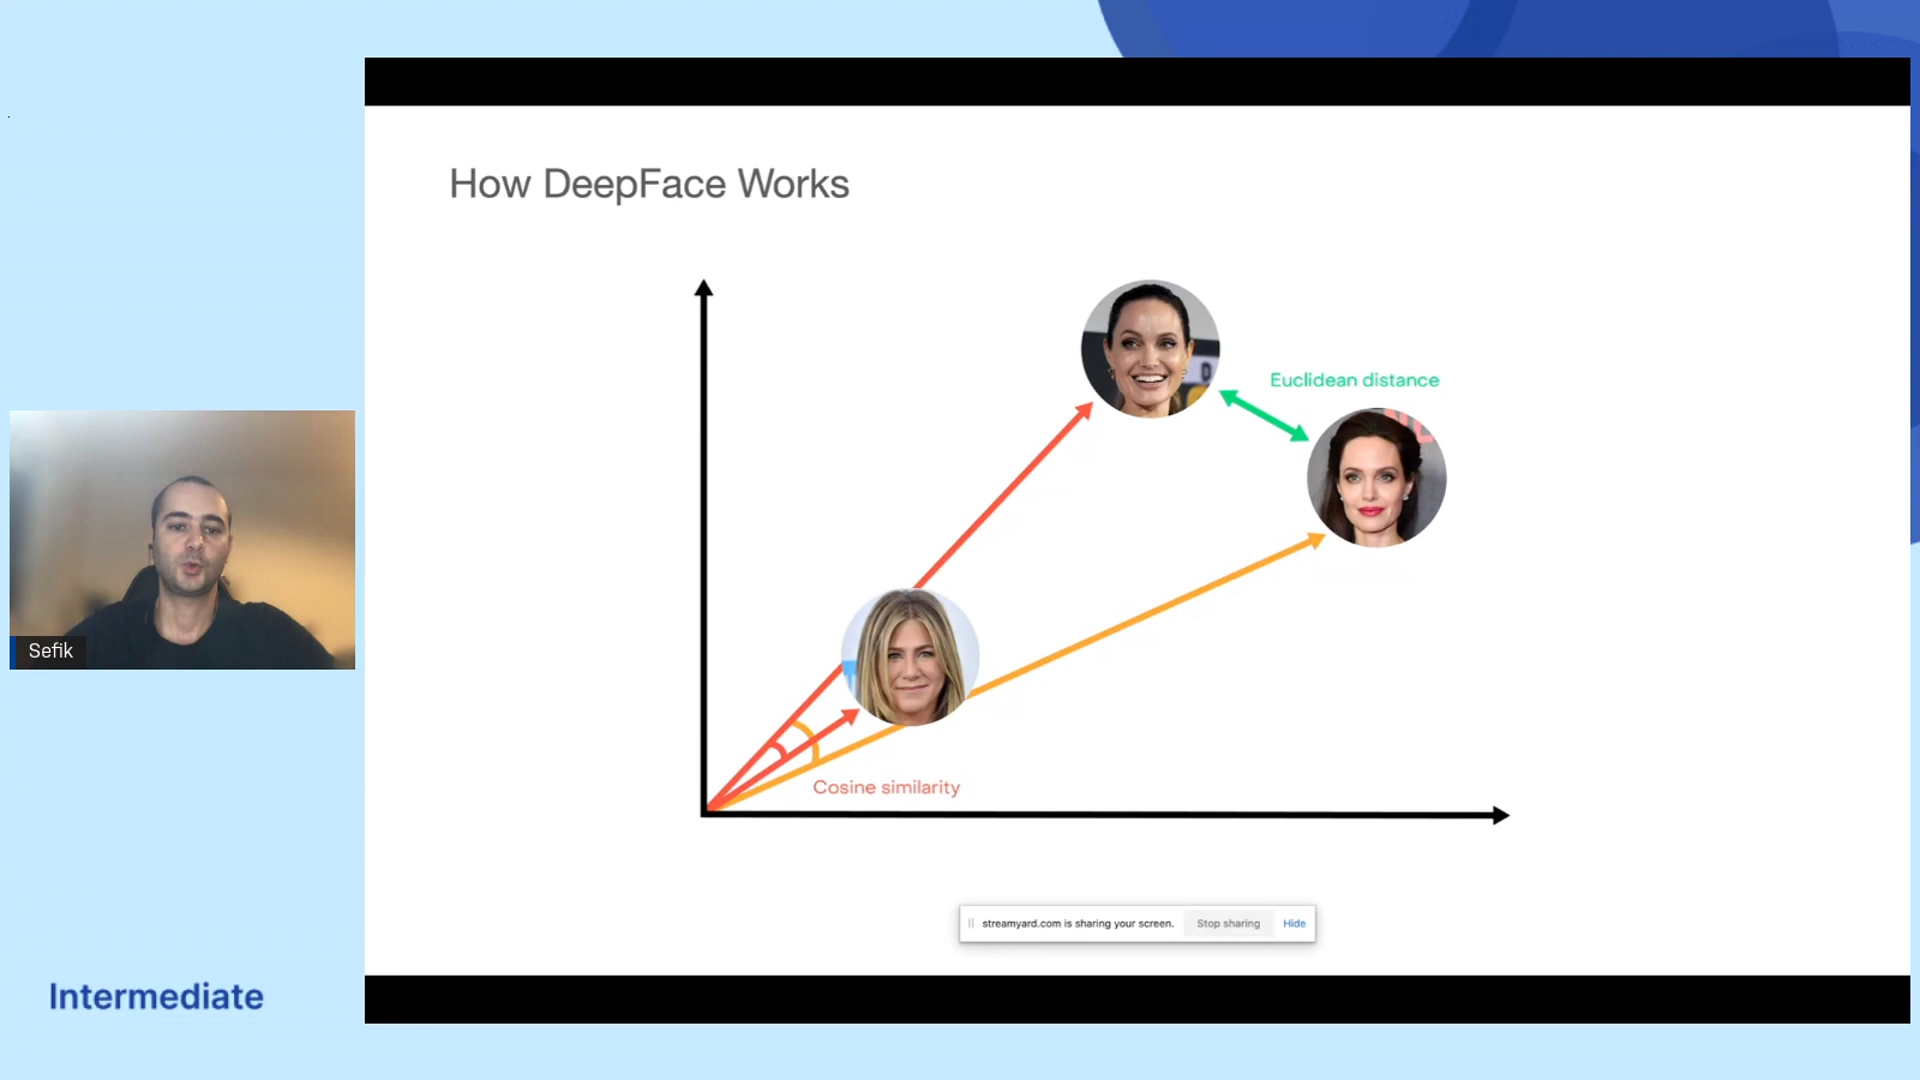 How DeepFace Works
Euclidean distance
D
Sefik
Cosine similarity
streamyard.com is sharing your screen.
Stop sharing
Hide
Intermediate